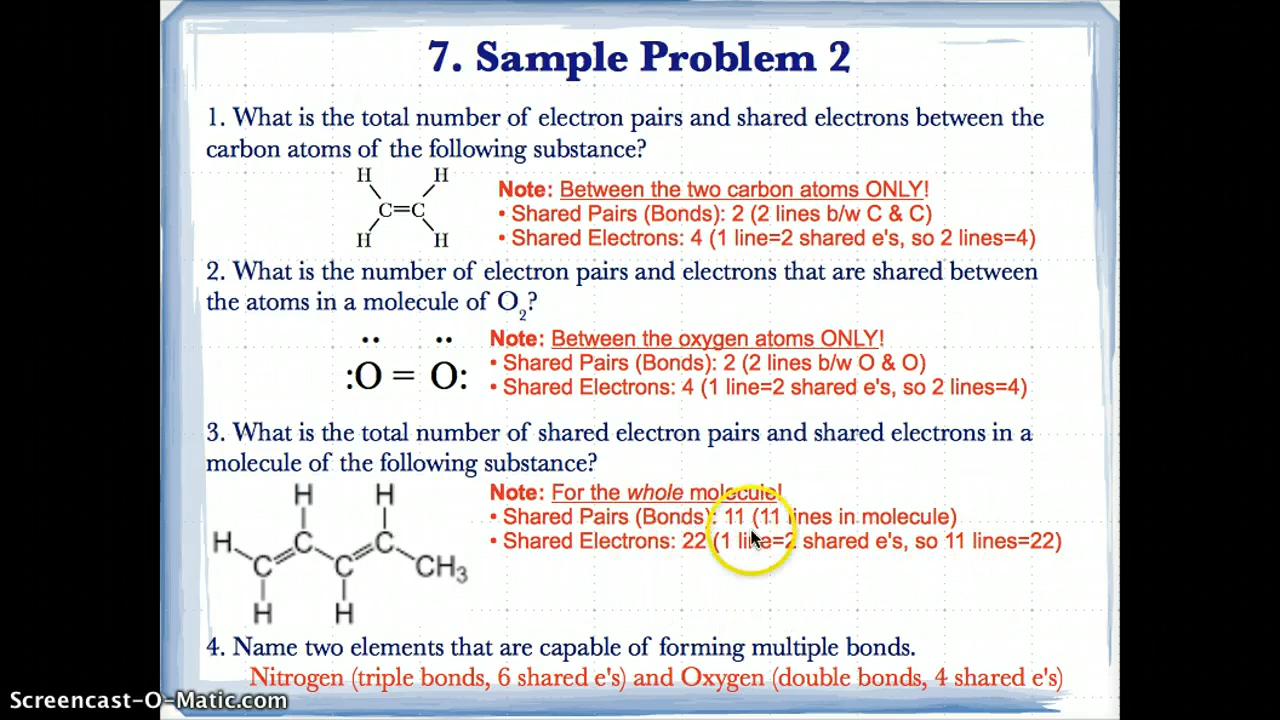 7. Sample Problem 2
1. What is the total number of electron pairs and shared electrons between the
carbon atoms of the following substance?
H H
C=C
H H
Note: Between the two carbon atoms ONLY!
• Shared Pairs (Bonds): 2 (2 lines b/w C & C)
• Shared Electrons: 4 (1 line=2 shared e's, so 2 lines=4)
2. What is the number of electron pairs and electrons that are shared between
the atoms in a molecule of O₂?
:O = O:
Note: Between the oxygen atoms ONLY!
• Shared Pairs (Bonds): 2 (2 lines b/w O & O)
• Shared Electrons: 4 (1 line=2 shared e's, so 2 lines=4)
3. What is the total number of shared electron pairs and shared electrons in a
molecule of the following substance?
H H
H C C
C C CH₃
H H
Note: For the whole molecule!
• Shared Pairs (Bonds): 11 (11 lines in molecule)
• Shared Electrons: 22 (1 line=2 shared e's, so 11 lines=22)
4. Name two elements that are capable of forming multiple bonds.
Nitrogen (triple bonds, 6 shared e's) and Oxygen (double bonds, 4 shared e's)
Screencast-O-Matic.com